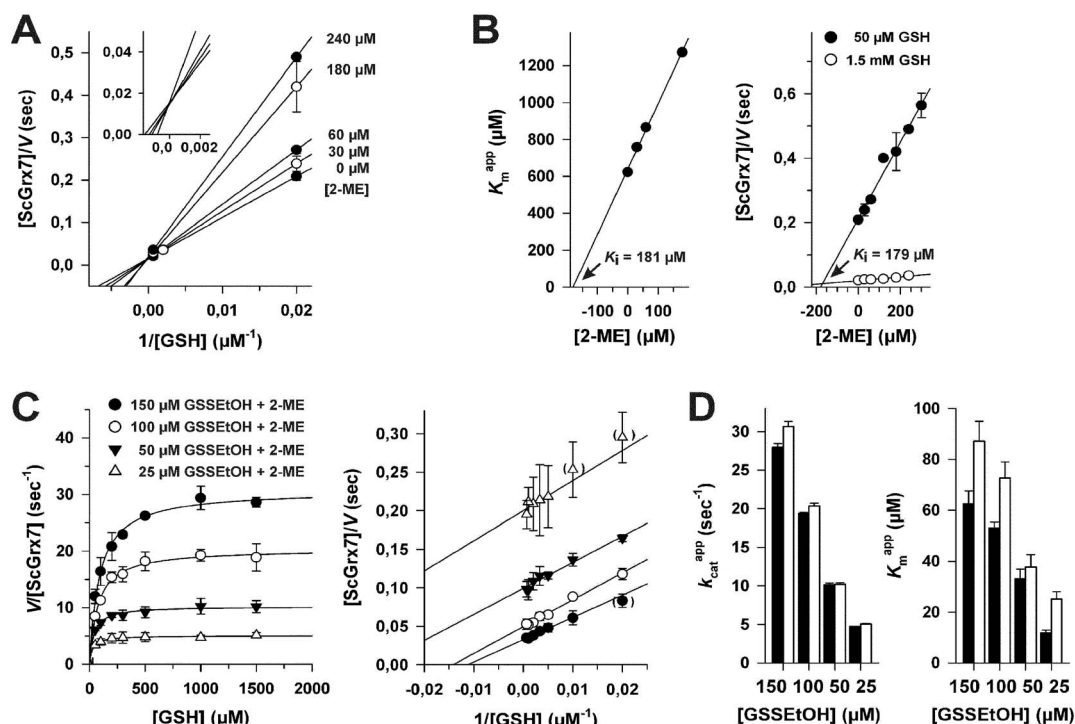 A
[ScGrx7]/V (sec)
0,5
0,4
0,3
0,2
0,1
0,0
0,04
0,02
0,00
0
0,002
240 µM
180 µM
60 µM
30 µM
0 µM
[2-ME]
0,00
0,01
0,02
1/[GSH] (µM⁻¹)
B
Kₘᵃᵖᵖ (µM)
1200
1000
800
600
400
200
0
Kᵢ = 181 µM
-100
0
100
[2-ME] (µM)
50 µM GSH
1.5 mM GSH
[ScGrx7]/V (sec)
0,6
0,4
0,2
0,0
Kᵢ = 179 µM
-200
0
200
[2-ME] (µM)
C
150 µM GSSEtOH + 2-ME
100 µM GSSEtOH + 2-ME
50 µM GSSEtOH + 2-ME
25 µM GSSEtOH + 2-ME
V/[ScGrx7] (sec⁻¹)
40
30
20
10
0
0
500
1000
1500
2000
[GSH] (µM)
[ScGrx7]/V (sec)
0,30
0,25
0,20
0,15
0,10
0,05
0,00
( )
( )
( )
-0,02
-0,01
0,00
0,01
0,02
1/[GSH] (µM⁻¹)
D
k꜀ₐₜᵃᵖᵖ (sec⁻¹)
30
25
20
15
10
5
0
150
100
50
25
[GSSEtOH] (µM)
Kₘᵃᵖᵖ (µM)
100
80
60
40
20
0
150
100
50
25
[GSSEtOH] (µM)